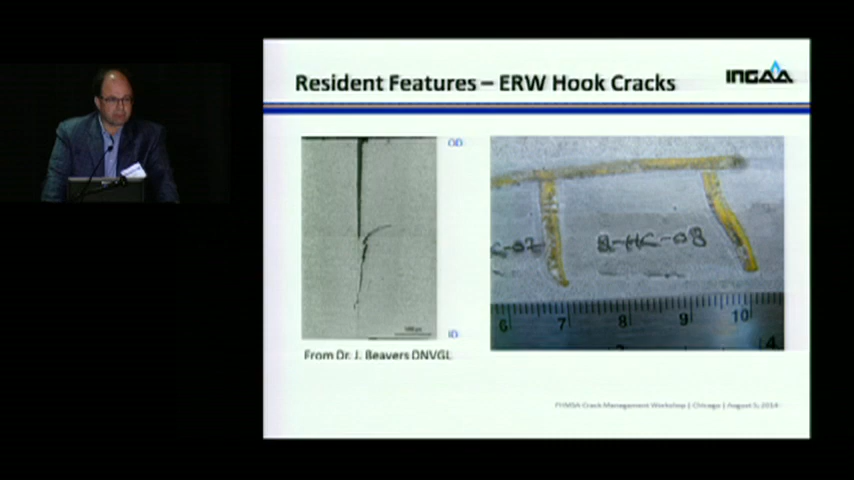 Resident Features – ERW Hook Cracks
INGAA
OD
ID
From Dr. J. Beavers DNVGL
8-HC-08
6 7 8 9 10
PHMSA Crack Management Workshop | Chicago | August 5, 2014